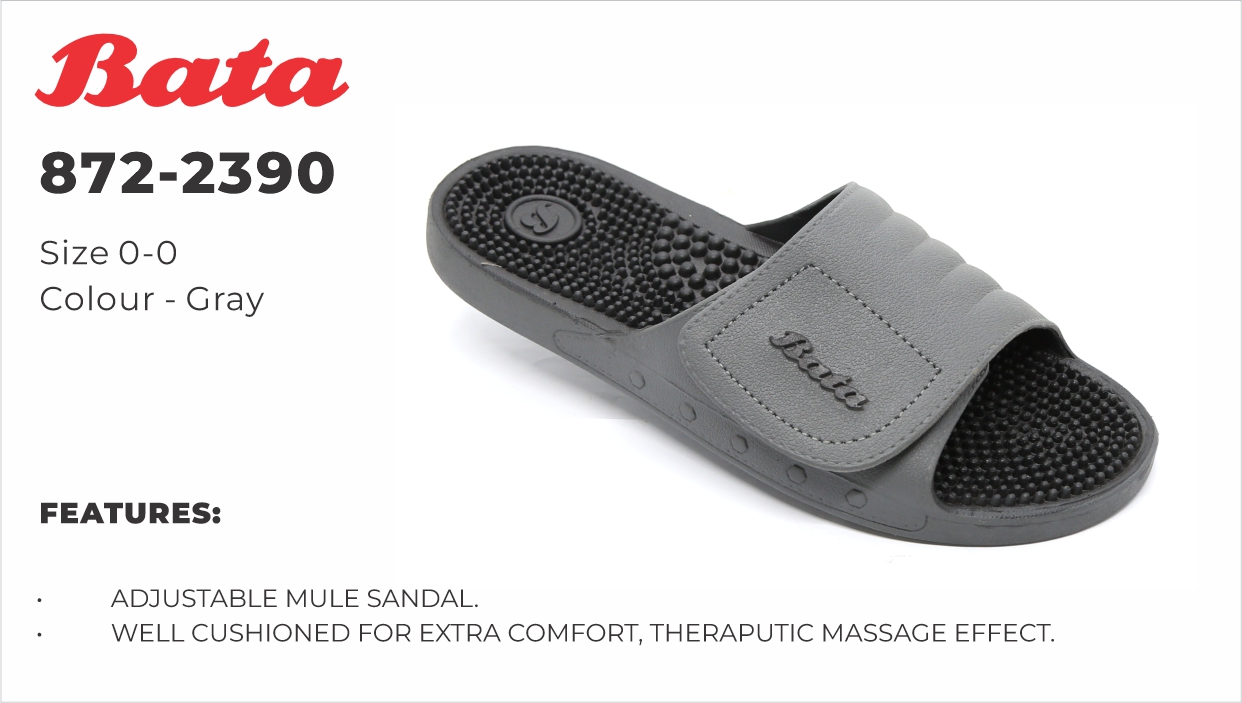 Bata
872-2390
Size 0-0
Colour - Gray
Bata
FEATURES:
• ADJUSTABLE MULE SANDAL.
• WELL CUSHIONED FOR EXTRA COMFORT, THERAPUTIC MASSAGE EFFECT.